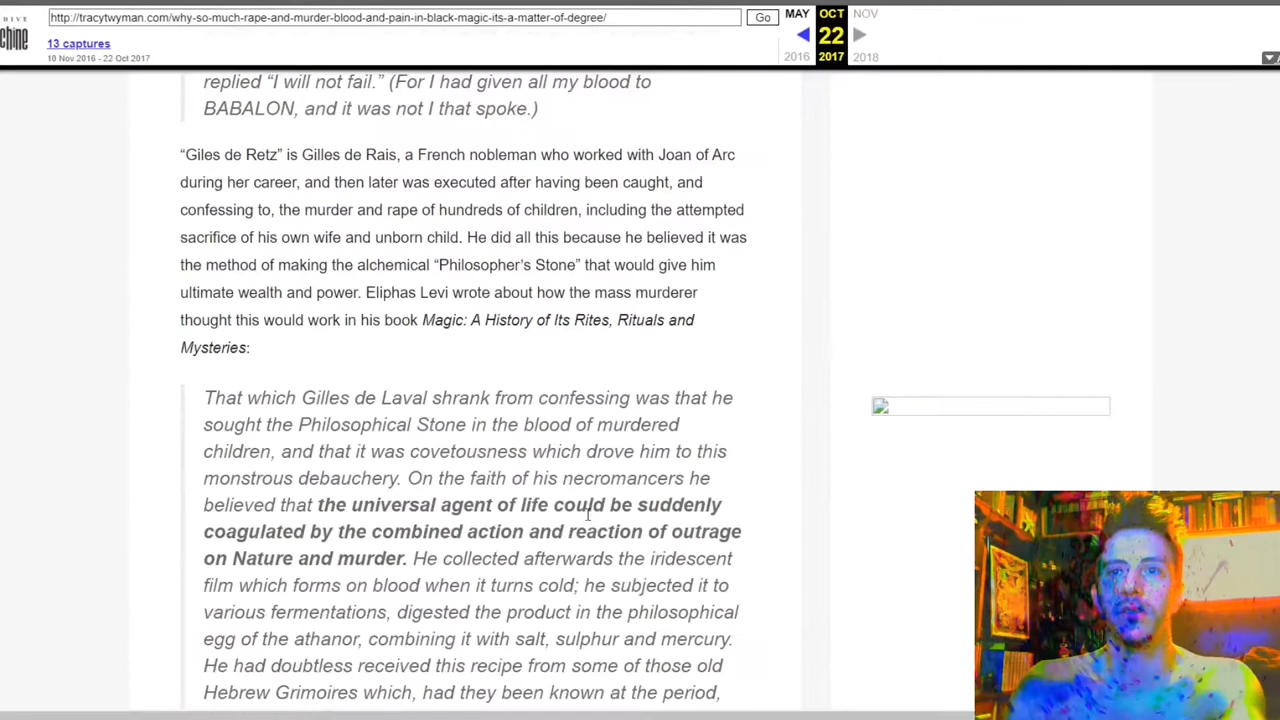 HIVE
chine
http://tracytwyman.com/why-so-much-rape-and-murder-blood-and-pain-in-black-magic-its-a-matter-of-degree/
Go
MAY
OCT
NOV
13 captures
22
10 Nov 2016 - 22 Oct 2017
2016
2017
2018
replied “I will not fail.” (For I had given all my blood to
BABALON, and it was not I that spoke.)
“Giles de Retz” is Gilles de Rais, a French nobleman who worked with Joan of Arc
during her career, and then later was executed after having been caught, and
confessing to, the murder and rape of hundreds of children, including the attempted
sacrifice of his own wife and unborn child. He did all this because he believed it was
the method of making the alchemical “Philosopher’s Stone” that would give him
ultimate wealth and power. Eliphas Levi wrote about how the mass murderer
thought this would work in his book Magic: A History of Its Rites, Rituals and
Mysteries:
That which Gilles de Laval shrank from confessing was that he
sought the Philosophical Stone in the blood of murdered
children, and that it was covetousness which drove him to this
monstrous debauchery. On the faith of his necromancers he
believed that the universal agent of life could be suddenly
coagulated by the combined action and reaction of outrage
on Nature and murder. He collected afterwards the iridescent
film which forms on blood when it turns cold; he subjected it to
various fermentations, digested the product in the philosophical
egg of the athanor, combining it with salt, sulphur and mercury.
He had doubtless received this recipe from some of those old
Hebrew Grimoires which, had they been known at the period,